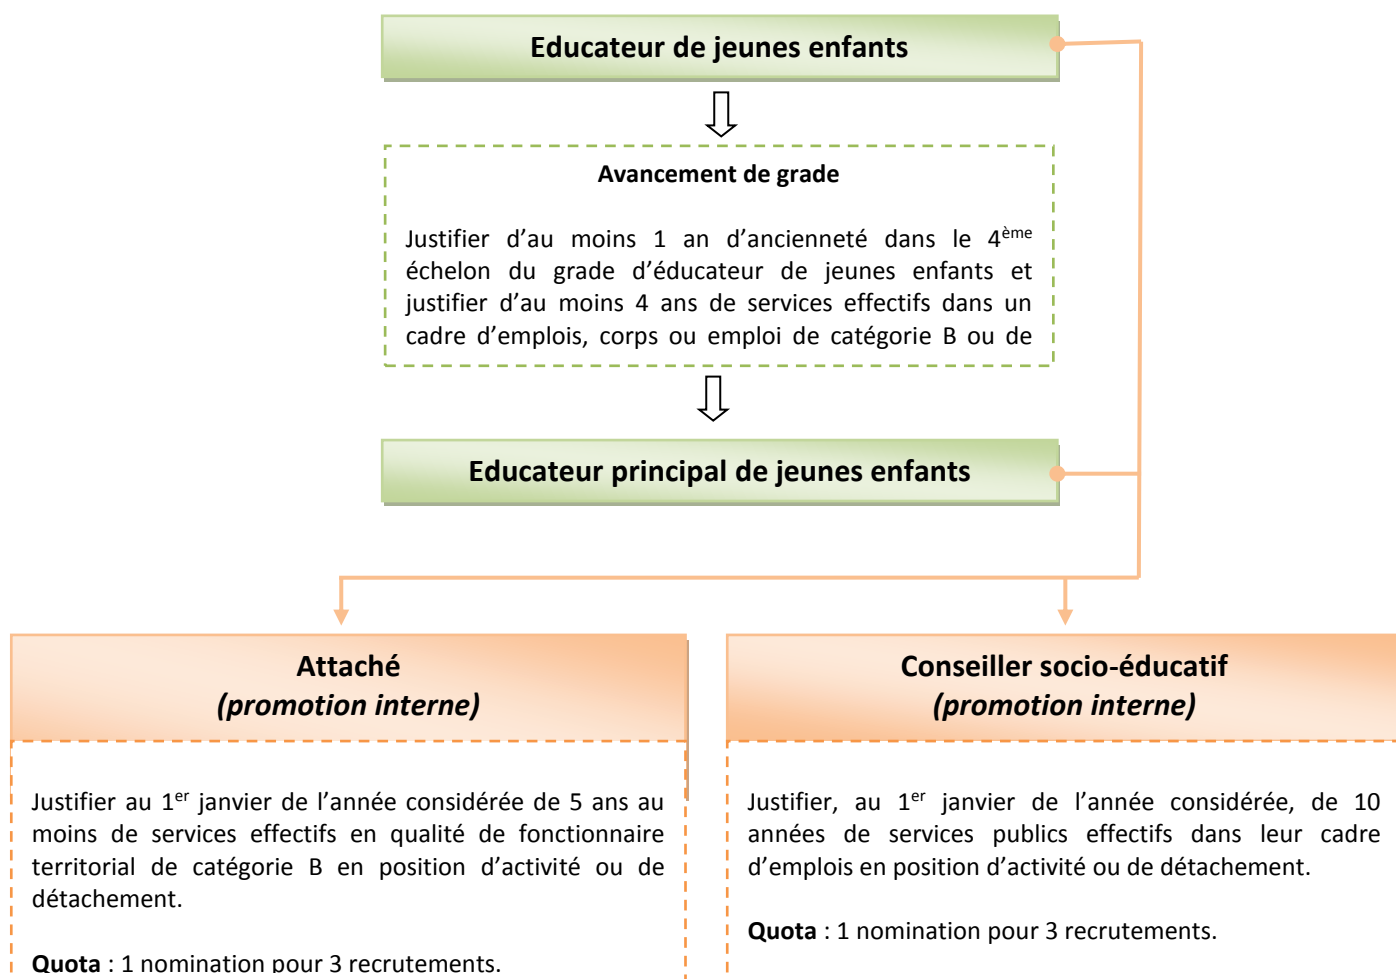 Educateur de jeunes enfants
Avancement de grade
Justifier d’au moins 1 an d’ancienneté dans le 4ème
échelon du grade d’éducateur de jeunes enfants et
justifier d’au moins 4 ans de services effectifs dans un
cadre d’emplois, corps ou emploi de catégorie B ou de
Educateur principal de jeunes enfants
Attaché
(promotion interne)
Justifier au 1er janvier de l’année considérée de 5 ans au
moins de services effectifs en qualité de fonctionnaire
territorial de catégorie B en position d’activité ou de
détachement.
Quota : 1 nomination pour 3 recrutements.
Conseiller socio-éducatif
(promotion interne)
Justifier, au 1er janvier de l’année considérée, de 10
années de services publics effectifs dans leur cadre
d’emplois en position d’activité ou de détachement.
Quota : 1 nomination pour 3 recrutements.